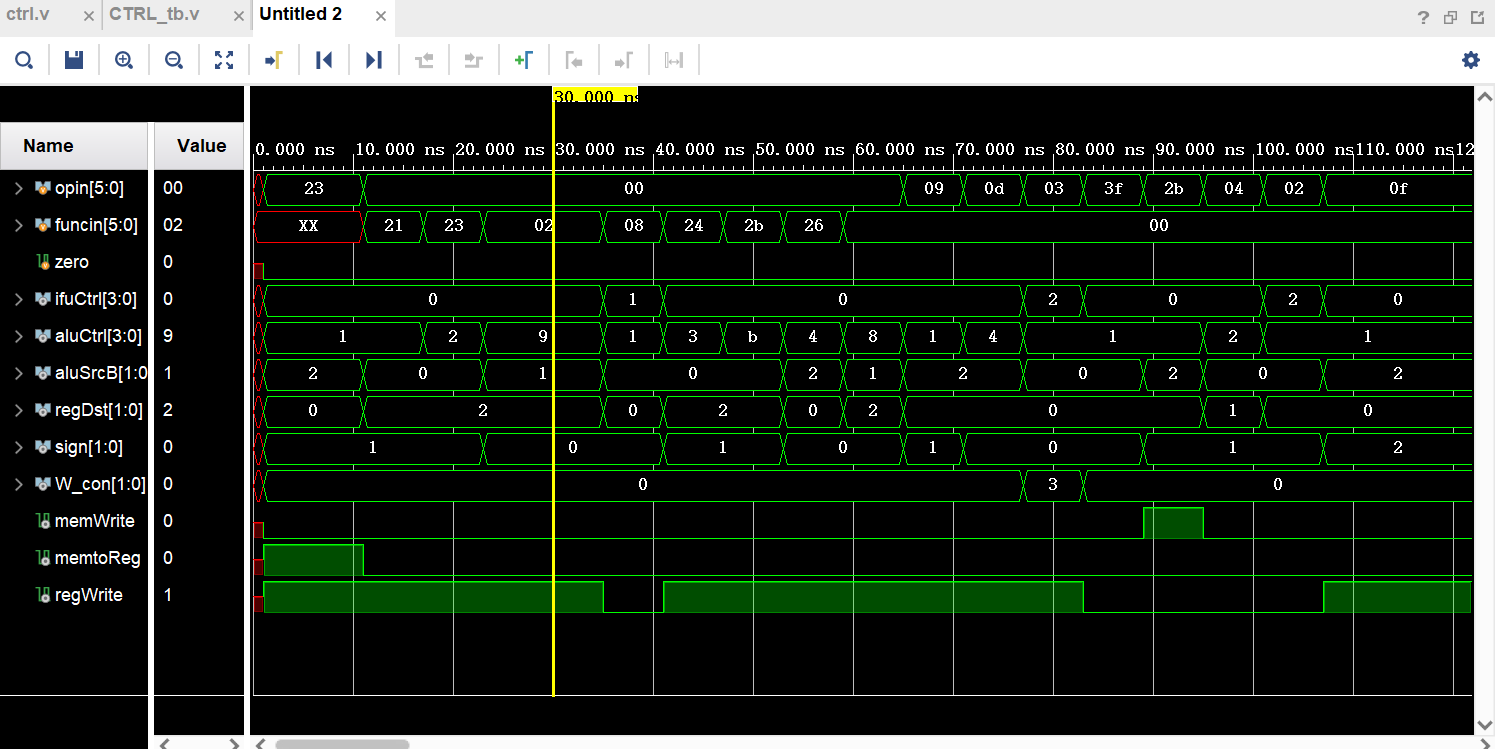 ctrl.v × CTRL_tb.v × Untitled 2 ×
?
30.000 ns
Name Value
0.000 ns 10.000 ns 20.000 ns 30.000 ns 40.000 ns 50.000 ns 60.000 ns 70.000 ns 80.000 ns 90.000 ns 100.000 ns 110.000 ns 12
opin[5:0] 00 23 00 09 0d 03 3f 2b 04 02 0f
funcin[5:0] 02 XX 21 23 02 08 24 2b 26 00
zero 0
ifuCtrl[3:0] 0 0 1 0 2 0 2 0
aluCtrl[3:0] 9 1 2 9 1 3 b 4 8 1 4 1 2 1
aluSrcB[1:0 1 2 0 1 0 2 1 2 0 2 0 2
regDst[1:0] 2 0 2 0 2 0 2 0 1 0
sign[1:0] 0 1 0 1 0 1 0 1 2
W_con[1:0] 0 0 3 0
memWrite 0
memtoReg 0
regWrite 1